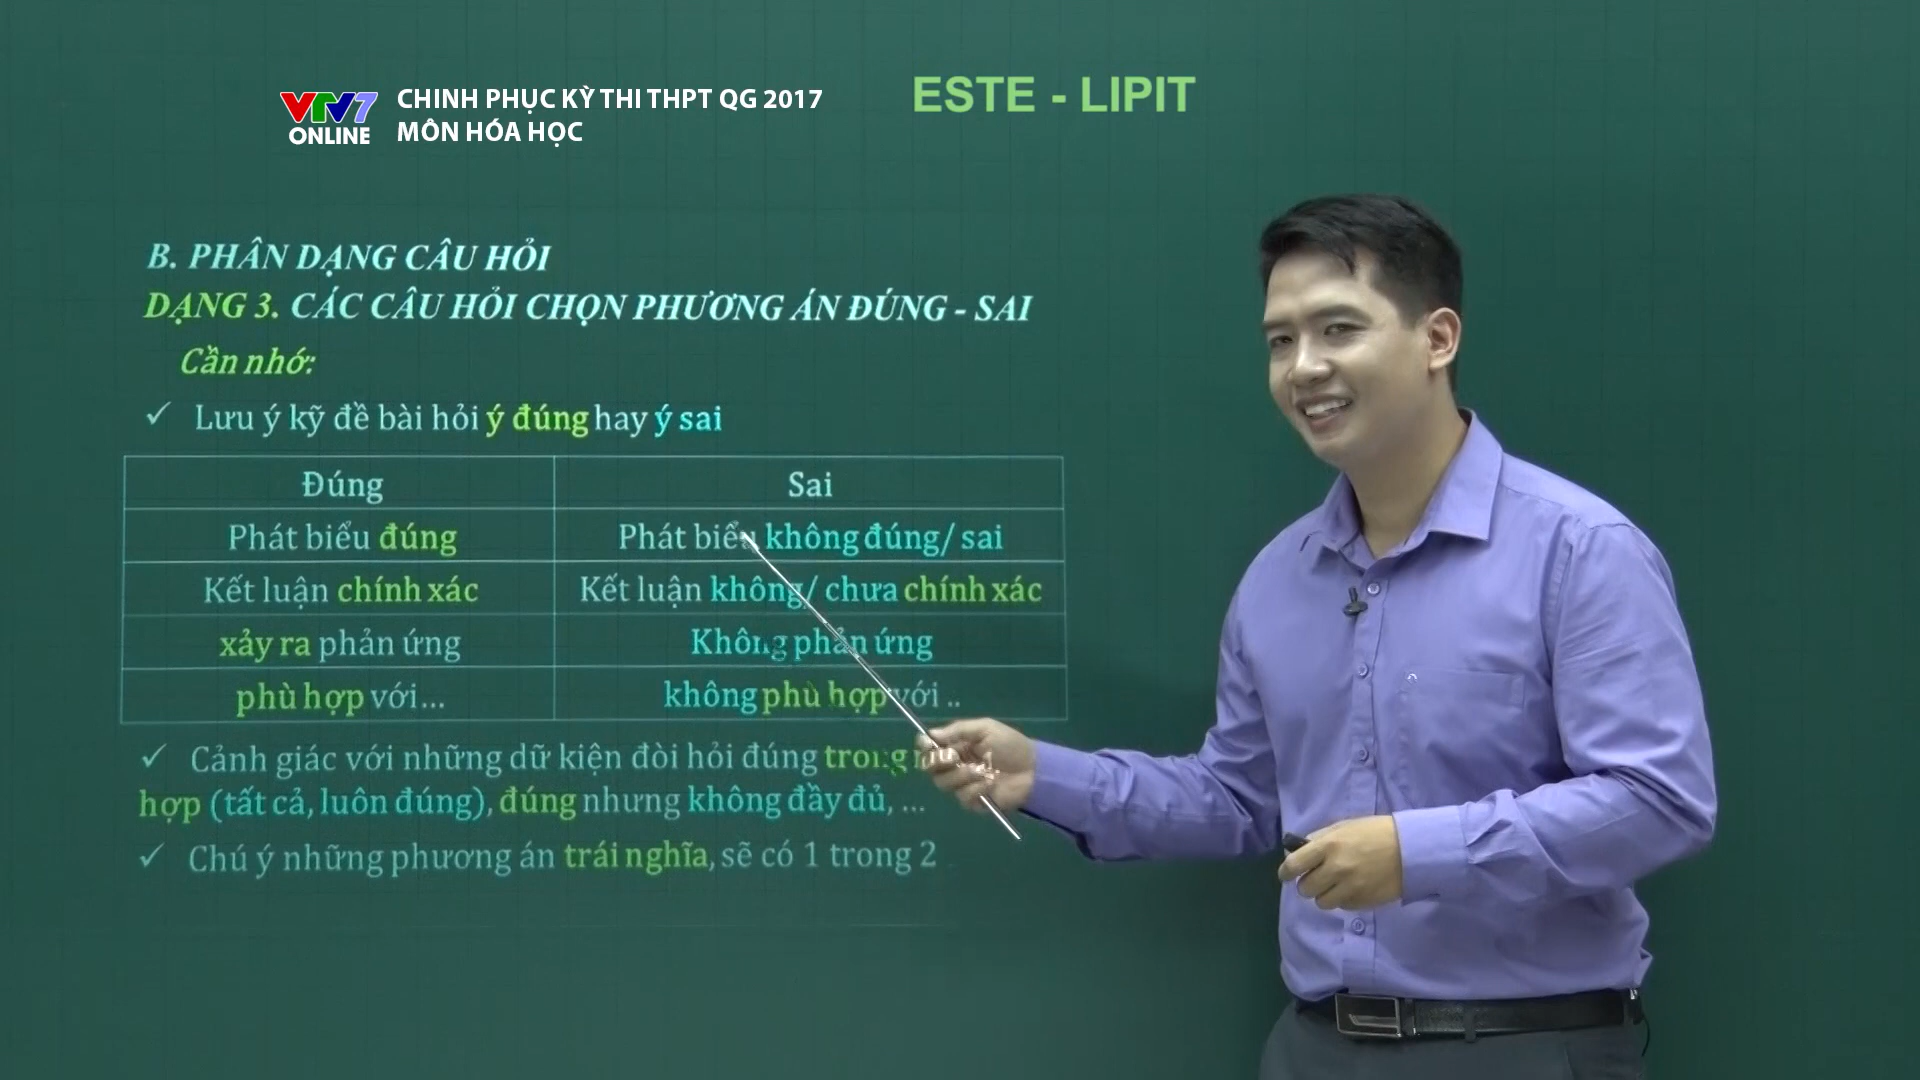 VTV7
ONLINE
CHINH PHỤC KỲ THI THPT QG 2017
MÔN HÓA HỌC
ESTE - LIPIT
B. PHÂN DẠNG CÂU HỎI
DẠNG 3. CÁC CÂU HỎI CHỌN PHƯƠNG ÁN ĐÚNG - SAI
Cần nhớ:
✓ Lưu ý kỹ đề bài hỏi ý đúng hay ý sai
Đúng Sai
Phát biểu đúng Phát biểu không đúng/ sai
Kết luận chính xác Kết luận không/ chưa chính xác
xảy ra phản ứng Không phản ứng
phù hợp với... không phù hợp với ..
✓ Cảnh giác với những dữ kiện đòi hỏi đúng trong
hợp (tất cả, luôn đúng), đúng nhưng không đầy đủ, ...
✓ Chú ý những phương án trái nghĩa, sẽ có 1 trong 2